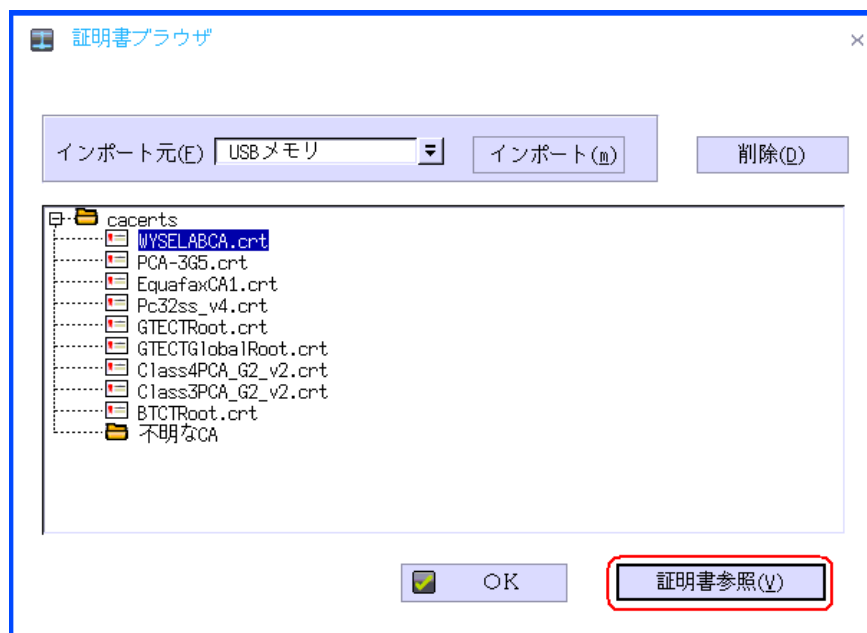 証明書ブラウザ
インポート元(F) USBメモリ インポート(m) 削除(D)
cacerts
WYSELABCA.crt
PCA-3G5.crt
EquafaxCA1.crt
Pc32ss_v4.crt
GTECTRoot.crt
GTECTGlobalRoot.crt
Class4PCA_G2_v2.crt
Class3PCA_G2_v2.crt
BTCTRoot.crt
不明なCA
OK 証明書参照(V)